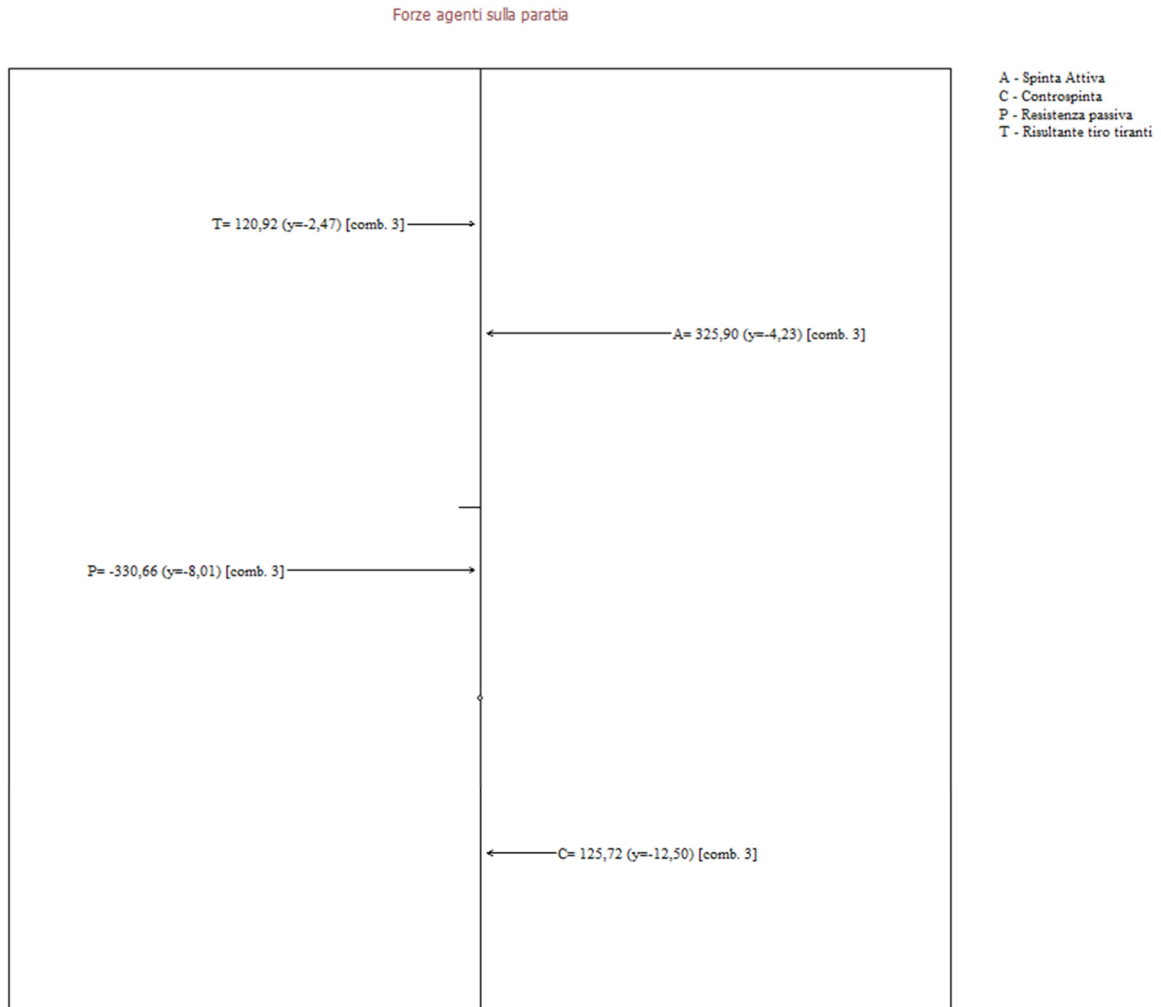 Forze agenti sulla paratia
A - Spinta Attiva
C - Controspinta
P - Resistenza passiva
T - Risultante tiro tiranti
T= 120,92 (y=-2,47) [comb. 3]
A= 325,90 (y=-4,23) [comb. 3]
P= -330,66 (y=-8,01) [comb. 3]
C= 125,72 (y=-12,50) [comb. 3]